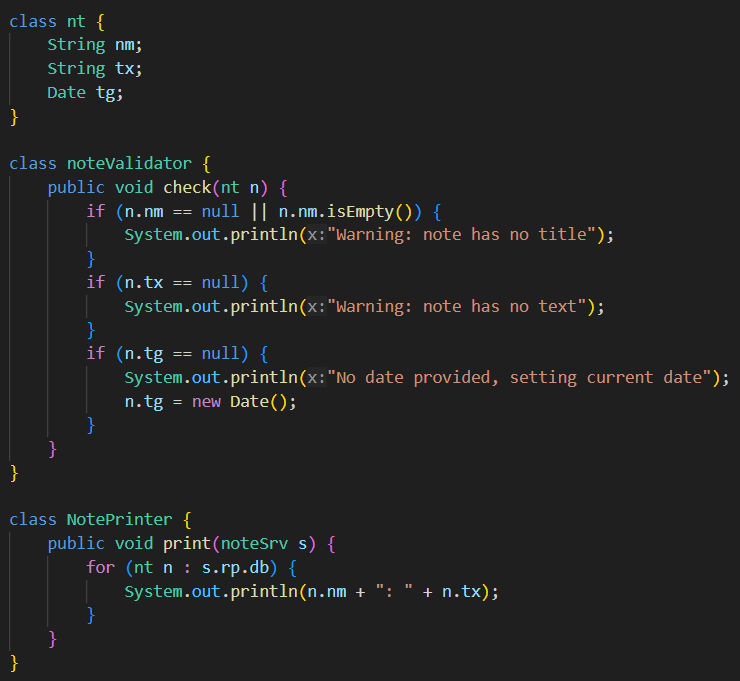 class nt {
    String nm;
    String tx;
    Date tg;
}

class noteValidator {
    public void check(nt n) {
        if (n.nm == null || n.nm.isEmpty()) {
            System.out.println(x:"Warning: note has no title");
        }
        if (n.tx == null) {
            System.out.println(x:"Warning: note has no text");
        }
        if (n.tg == null) {
            System.out.println(x:"No date provided, setting current date");
            n.tg = new Date();
        }
    }
}

class NotePrinter {
    public void print(noteSrv s) {
        for (nt n : s.rp.db) {
            System.out.println(n.nm + ": " + n.tx);
        }
    }
}